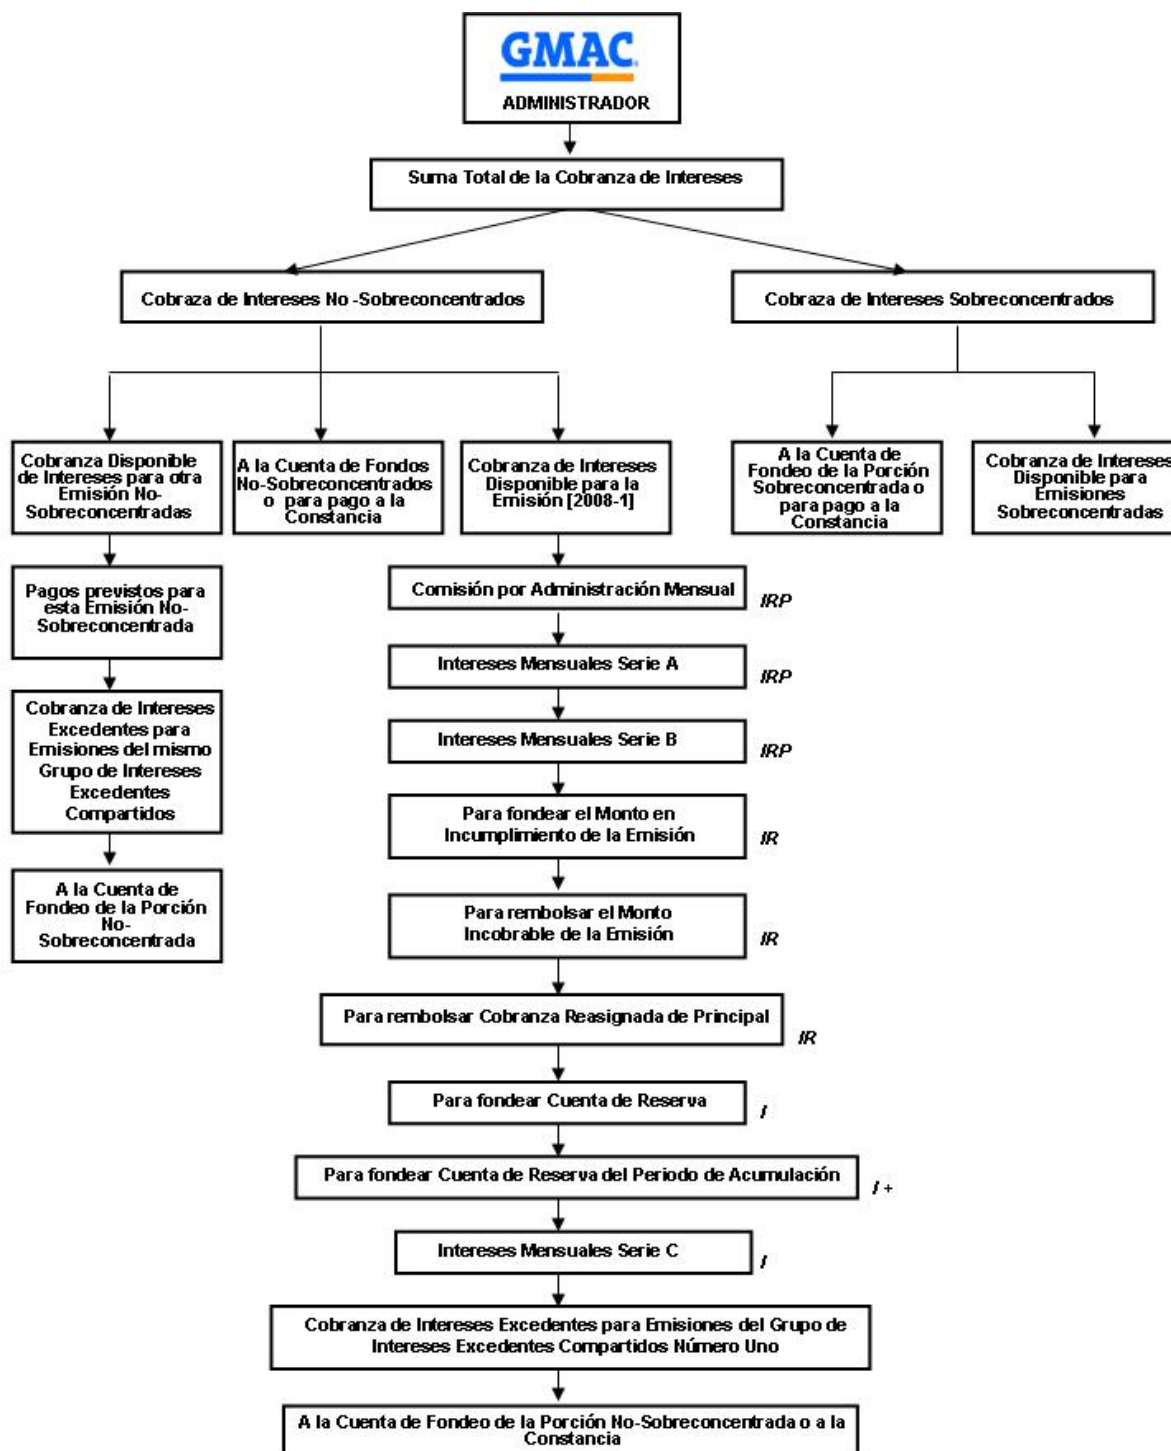 GMAC
ADMINISTRADOR
Suma Total de la Cobranza de Intereses
Cobraza de Intereses No -Sobreconcentrados
Cobraza de Intereses Sobreconcentrados
Cobranza Disponible
de Intereses para otra
Emisión No-
Sobreconcentradas
A la Cuenta de Fondos
No-Sobreconcentrados
o para pago a la
Constancia
Cobranza de Intereses
Disponible para la
Emisión [2008-1]
A la Cuenta de
Fondeo de la Porción
Sobreconcentrada o
para pago a la
Constancia
Cobranza de Intereses
Disponible para
Emisiones
Sobreconcentradas
Pagos previstos para
esta Emisión No-
Sobreconcentrada
Cobranza de Intereses
Excedentes para
Emisiones del mismo
Grupo de Intereses
Excedentes
Compartidos
A la Cuenta de
Fondeo de la Porción
No-
Sobreconcentrada
Comisión por Administración Mensual
IRP
Intereses Mensuales Serie A
IRP
Intereses Mensuales Serie B
IRP
Para fondear el Monto en
Incumplimiento de la Emisión
IR
Para rembolsar el Monto
Incobrable de la Emisión
IR
Para rembolsar Cobranza Reasignada de Principal
IR
Para fondear Cuenta de Reserva
I
Para fondear Cuenta de Reserva del Periodo de Acumulación
I +
Intereses Mensuales Serie C
I
Cobranza de Intereses Excedentes para Emisiones del Grupo de
Intereses Excedentes Compartidos Número Uno
A la Cuenta de Fondeo de la Porción No-Sobreconcentrada o a la
Constancia